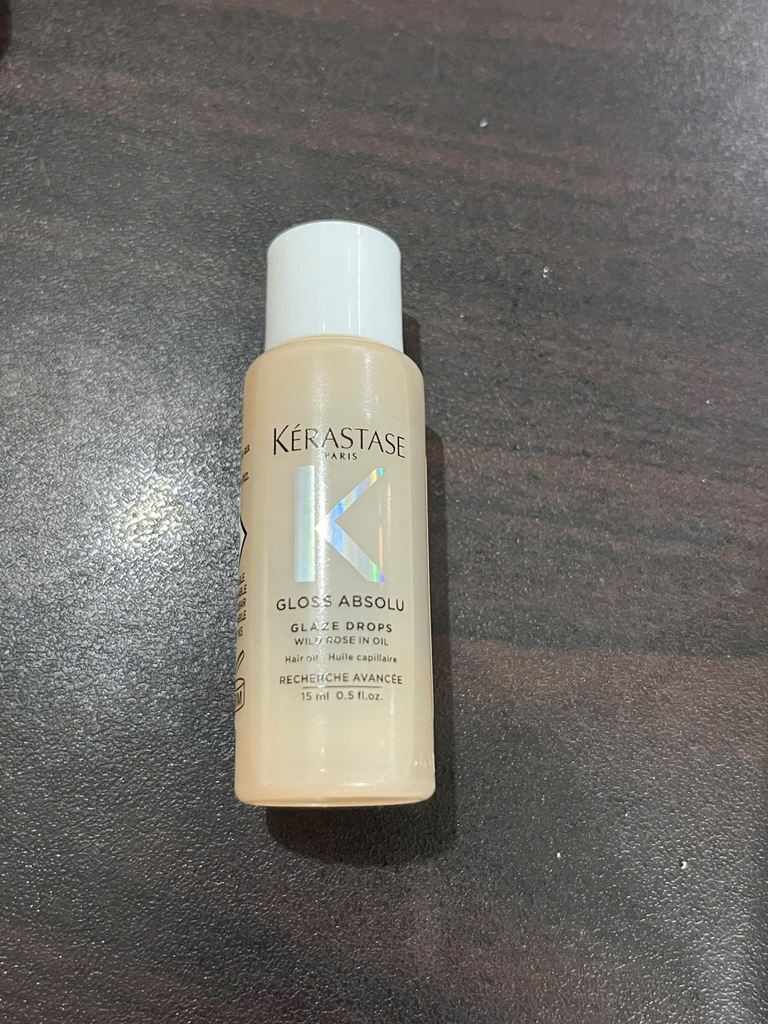 KÉRASTASE
PARIS
K
GLOSS ABSOLU
GLAZE DROPS
WILD ROSE IN OIL
Hair oil / Huile capillaire
RECHERCHE AVANCÉE
15 ml 0.5 fl.oz.